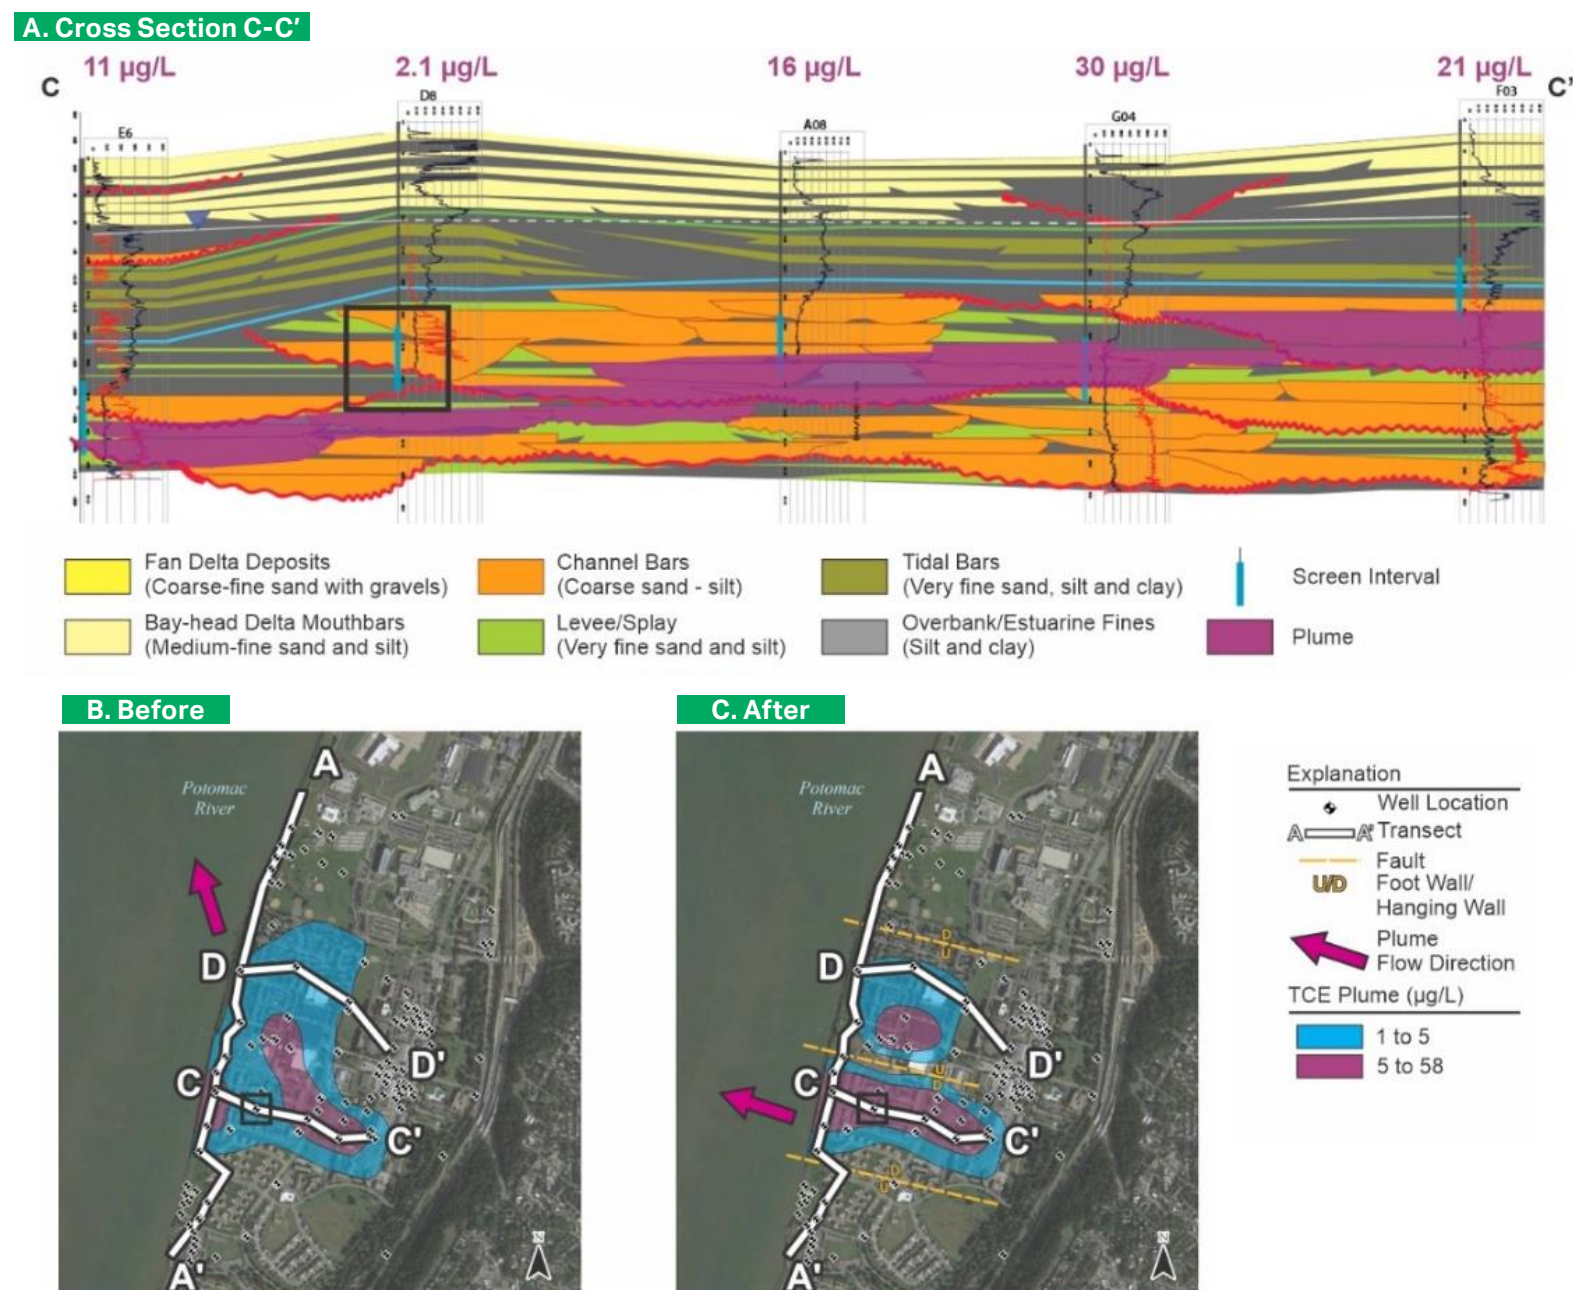 A. Cross Section C-C′
11 µg/L
2.1 µg/L
16 µg/L
30 µg/L
21 µg/L
C
C’
E6
D8
A08
G04
F03
Fan Delta Deposits
(Coarse-fine sand with gravels)
Bay-head Delta Mouthbars
(Medium-fine sand and silt)
Channel Bars
(Coarse sand - silt)
Levee/Splay
(Very fine sand and silt)
Tidal Bars
(Very fine sand, silt and clay)
Overbank/Estuarine Fines
(Silt and clay)
Screen Interval
Plume
B. Before
A
Potomac
River
D
D'
C
C'
A'
N
C. After
A
Potomac
River
D
U
D
D'
U
D
C
C'
D
U
A'
N
Explanation
Well Location
A A' Transect
Fault
U/D Foot Wall/
Hanging Wall
Plume
Flow Direction
TCE Plume (µg/L)
1 to 5
5 to 58